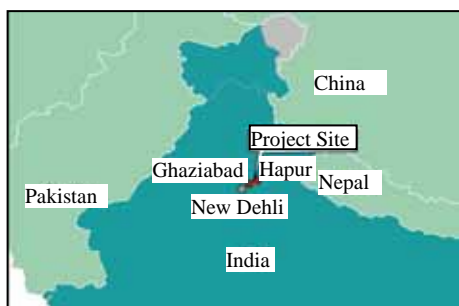 China
Project Site
Ghaziabad Hapur
Pakistan Nepal
New Dehli
India